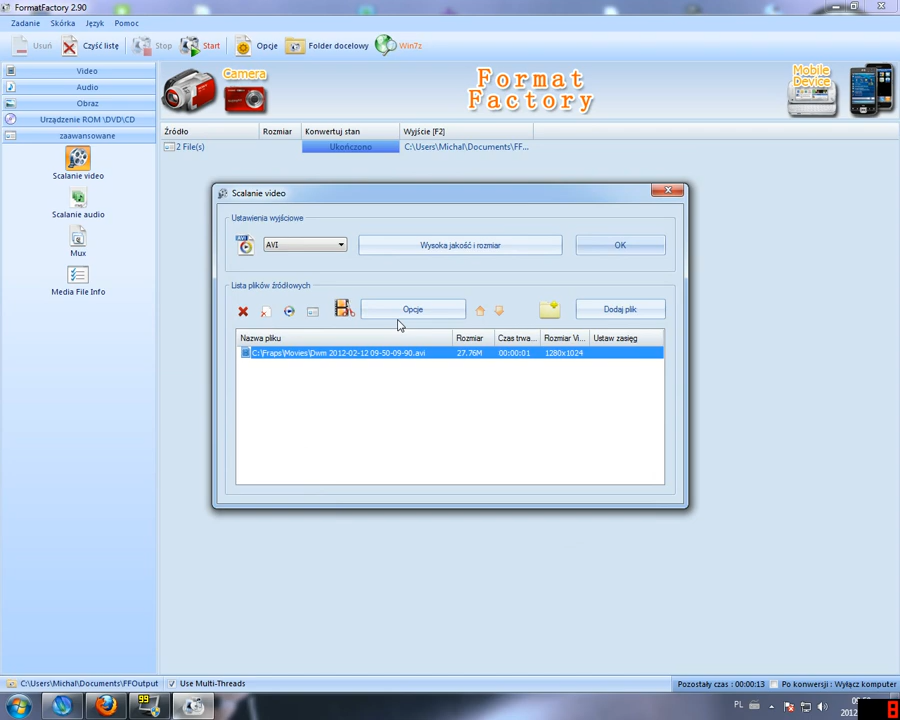 FormatFactory 2.90
Zadanie Skórka Język Pomoc
Usuń Czyść listę Stop Start Opcje Folder docelowy Win7z
Video
Audio
Obraz
Urządzenie ROM \DVD\CD
zaawansowane
Scalanie video
Scalanie audio
Mux
Media File Info
Camera
Format
Factory
Mobile
Device
Źródło Rozmiar Konwertuj stan Wyjście [F2]
2 File(s) Ukończono C:\Users\Michal\Documents\FF...
Scalanie video
Ustawienia wyjściowe
AVI Wysoka jakość i rozmiar OK
Lista plików źródłowych
Opcje Dodaj plik
Nazwa pliku Rozmiar Czas trwa... Rozmiar Vi... Ustaw zasięg
C:\Fraps\Movies\Dwm 2012-02-12 09-50-09-90.avi 27.76M 00:00:01 1280x1024
C:\Users\Michal\Documents\FFOutput Use Multi-Threads Pozostały czas : 00:00:13 Po konwersji : Wyłącz komputer
99
PL
8